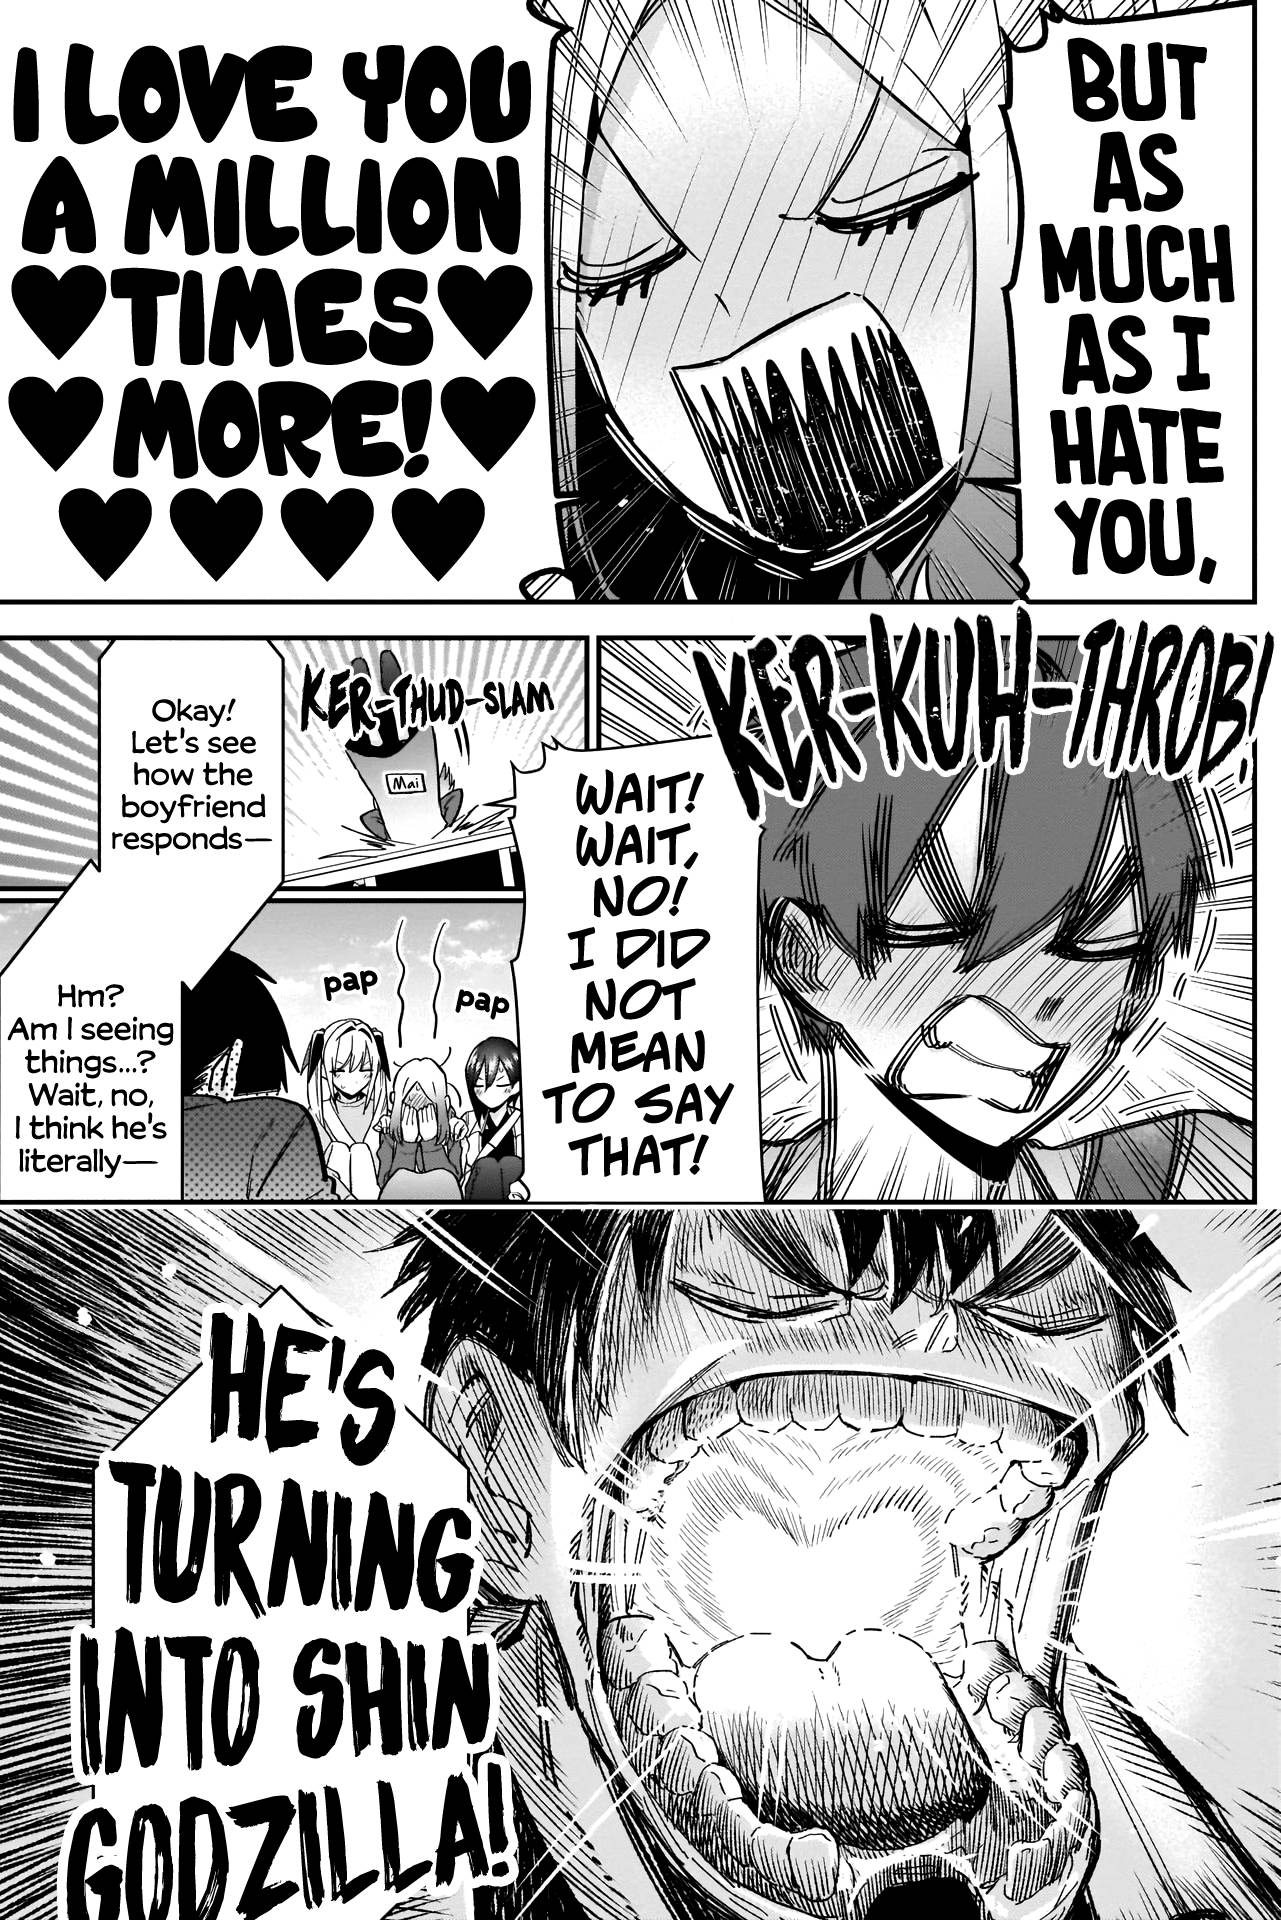 BUT
AS
MUCH
AS I
HATE
YOU,
I LOVE YOU
A MILLION
♥TIMES♥
♥MORE!♥
♥♥♥♥
KER-KUH-THROB!
WAIT!
WAIT,
NO!
I DID
NOT
MEAN
TO SAY
THAT!
KER-THUD-SLAM
Mai
Okay!
Let's see
how the
boyfriend
responds—
pap
pap
Hm?
Am I seeing
things...?
Wait, no,
I think he's
literally—
HE'S
TURNING
INTO SHIN
GODZILLA!